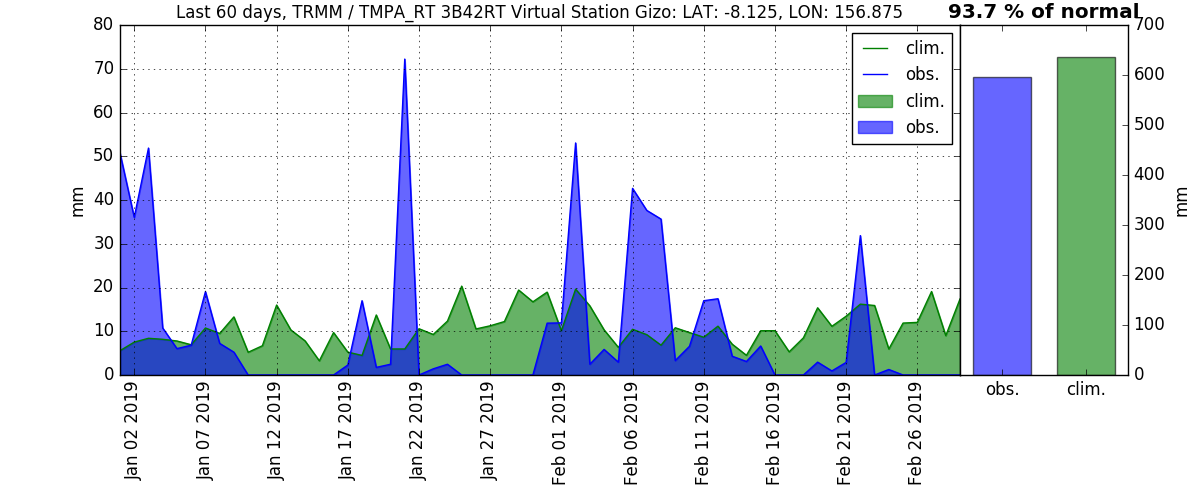 Last 60 days, TRMM / TMPA_RT 3B42RT Virtual Station Gizo: LAT: -8.125, LON: 156.875
93.7 % of normal
80
70
60
50
40
30
20
10
0
mm
clim.
obs.
clim.
obs.
700
600
500
400
300
200
100
0
mm
obs.
clim.
Jan 02 2019
Jan 07 2019
Jan 12 2019
Jan 17 2019
Jan 22 2019
Jan 27 2019
Feb 01 2019
Feb 06 2019
Feb 11 2019
Feb 16 2019
Feb 21 2019
Feb 26 2019